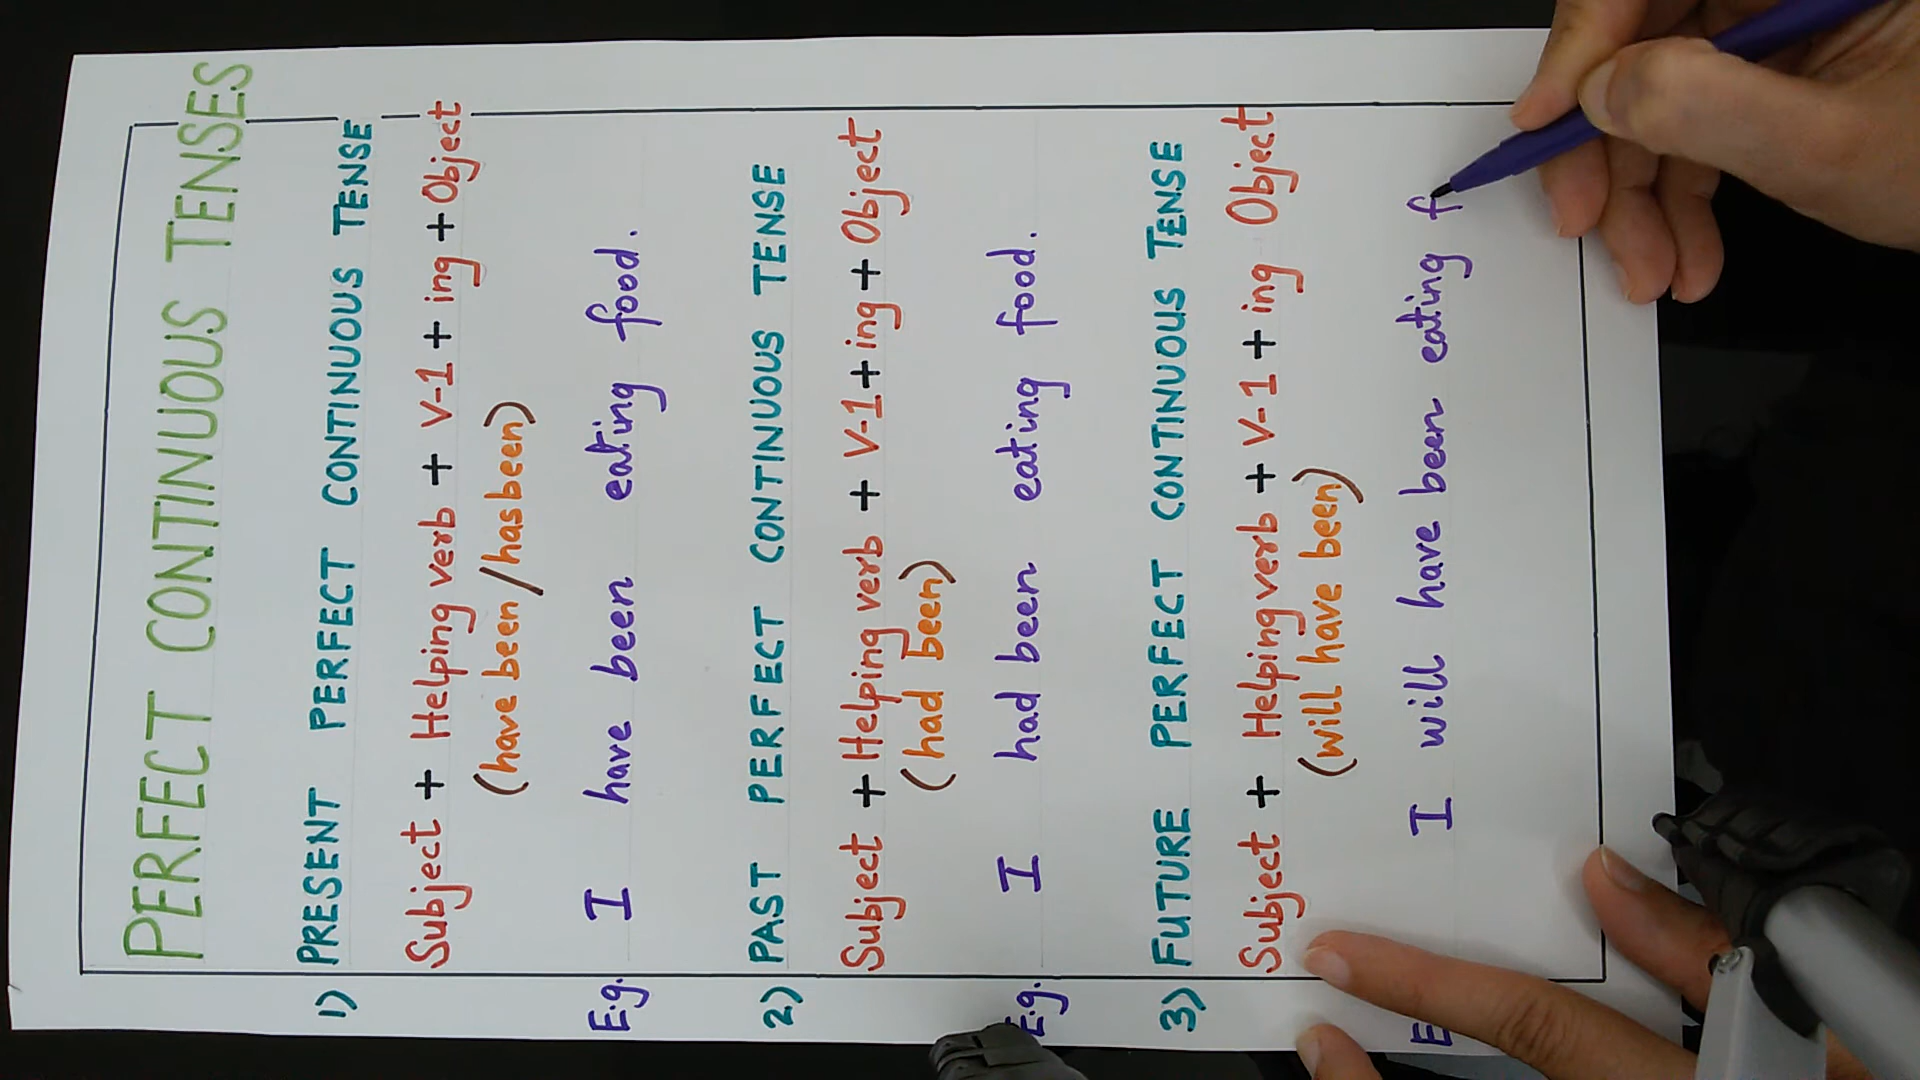 PERFECT CONTINUOUS TENSES
1) PRESENT PERFECT CONTINUOUS TENSE
Subject + Helping verb + V-1 + ing + Object
(have been/has been)
E.g. I have been eating food.
2) PAST PERFECT CONTINUOUS TENSE
Subject + Helping verb + V-1 + ing + Object
(had been)
E.g. I had been eating food.
3) FUTURE PERFECT CONTINUOUS TENSE
Subject + Helping verb + V-1 + ing Object
(will have been)
E I will have been eating f